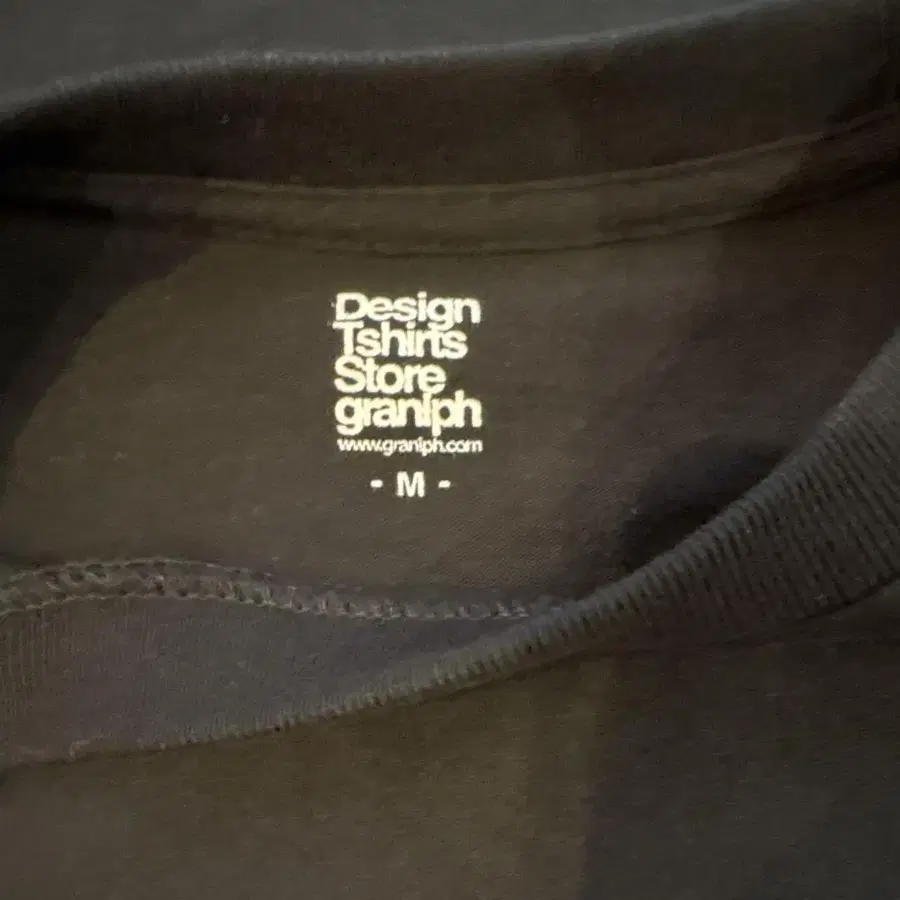 Design
Tshirts
Store
graniph
www.graniph.com
- M -